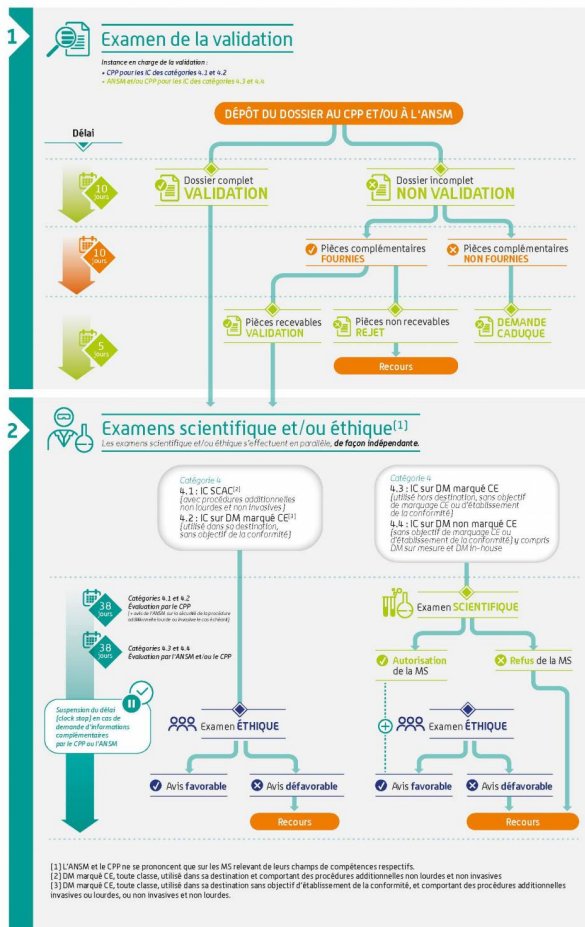 1
Examen de la validation
Instance en charge de la validation :
• CPP pour les IC des catégories 4.1 et 4.2
• ANSM et/ou CPP pour les IC des catégories 4.3 et 4.4
DÉPÔT DU DOSSIER AU CPP ET/OU À L'ANSM
Délai
10
jours
Dossier complet
VALIDATION
Dossier incomplet
NON VALIDATION
10
jours
Pièces complémentaires
FOURNIES
Pièces complémentaires
NON FOURNIES
5
jours
Pièces recevables
VALIDATION
Pièces non recevables
REJET
DEMANDE
CADUQUE
Recours
2
Examens scientifique et/ou éthique[1]
Les examens scientifique et/ou éthique s'effectuent en parallèle, de façon indépendante.
Catégorie 4
4.1 : IC SCAC[2]
[avec procédures additionnelles
non lourdes et non invasives]
4.2 : IC sur DM marqué CE[3]
[utilisé dans sa destination,
sans objectif de la conformité]
Catégorie 4
4.3 : IC sur DM marqué CE
[utilisé hors destination, sans objectif
de marquage CE ou d'établissement
de la conformité]
4.4 : IC sur DM non marqué CE
[sans objectif de marquage CE ou
d'établissement de la conformité] y compris
DM sur mesure et DM in-house
38
jours
Catégories 4.1 et 4.2
Évaluation par le CPP
[+ avis de l'ANSM sur la sécurité de la procédure
additionnelle lourde ou invasive le cas échéant]
Examen SCIENTIFIQUE
38
jours
Catégories 4.3 et 4.4
Évaluation par l'ANSM et/ou le CPP
Autorisation
de la MS
Refus de la MS
Suspension du délai
[clock stop] en cas de
demande d'informations
complémentaires
par le CPP ou l'ANSM
Examen ÉTHIQUE
Examen ÉTHIQUE
Avis favorable
Avis défavorable
Avis favorable
Avis défavorable
Recours
Recours
[1] L'ANSM et le CPP ne se prononcent que sur les MS relevant de leurs champs de compétences respectifs.
[2] DM marqué CE, toute classe, utilisé dans sa destination et comportant des procédures additionnelles non lourdes et non invasives
[3] DM marqué CE, toute classe, utilisé dans sa destination sans objectif d'établissement de la conformité, et comportant des procédures additionnelles
invasives ou lourdes, ou non invasives et non lourdes.